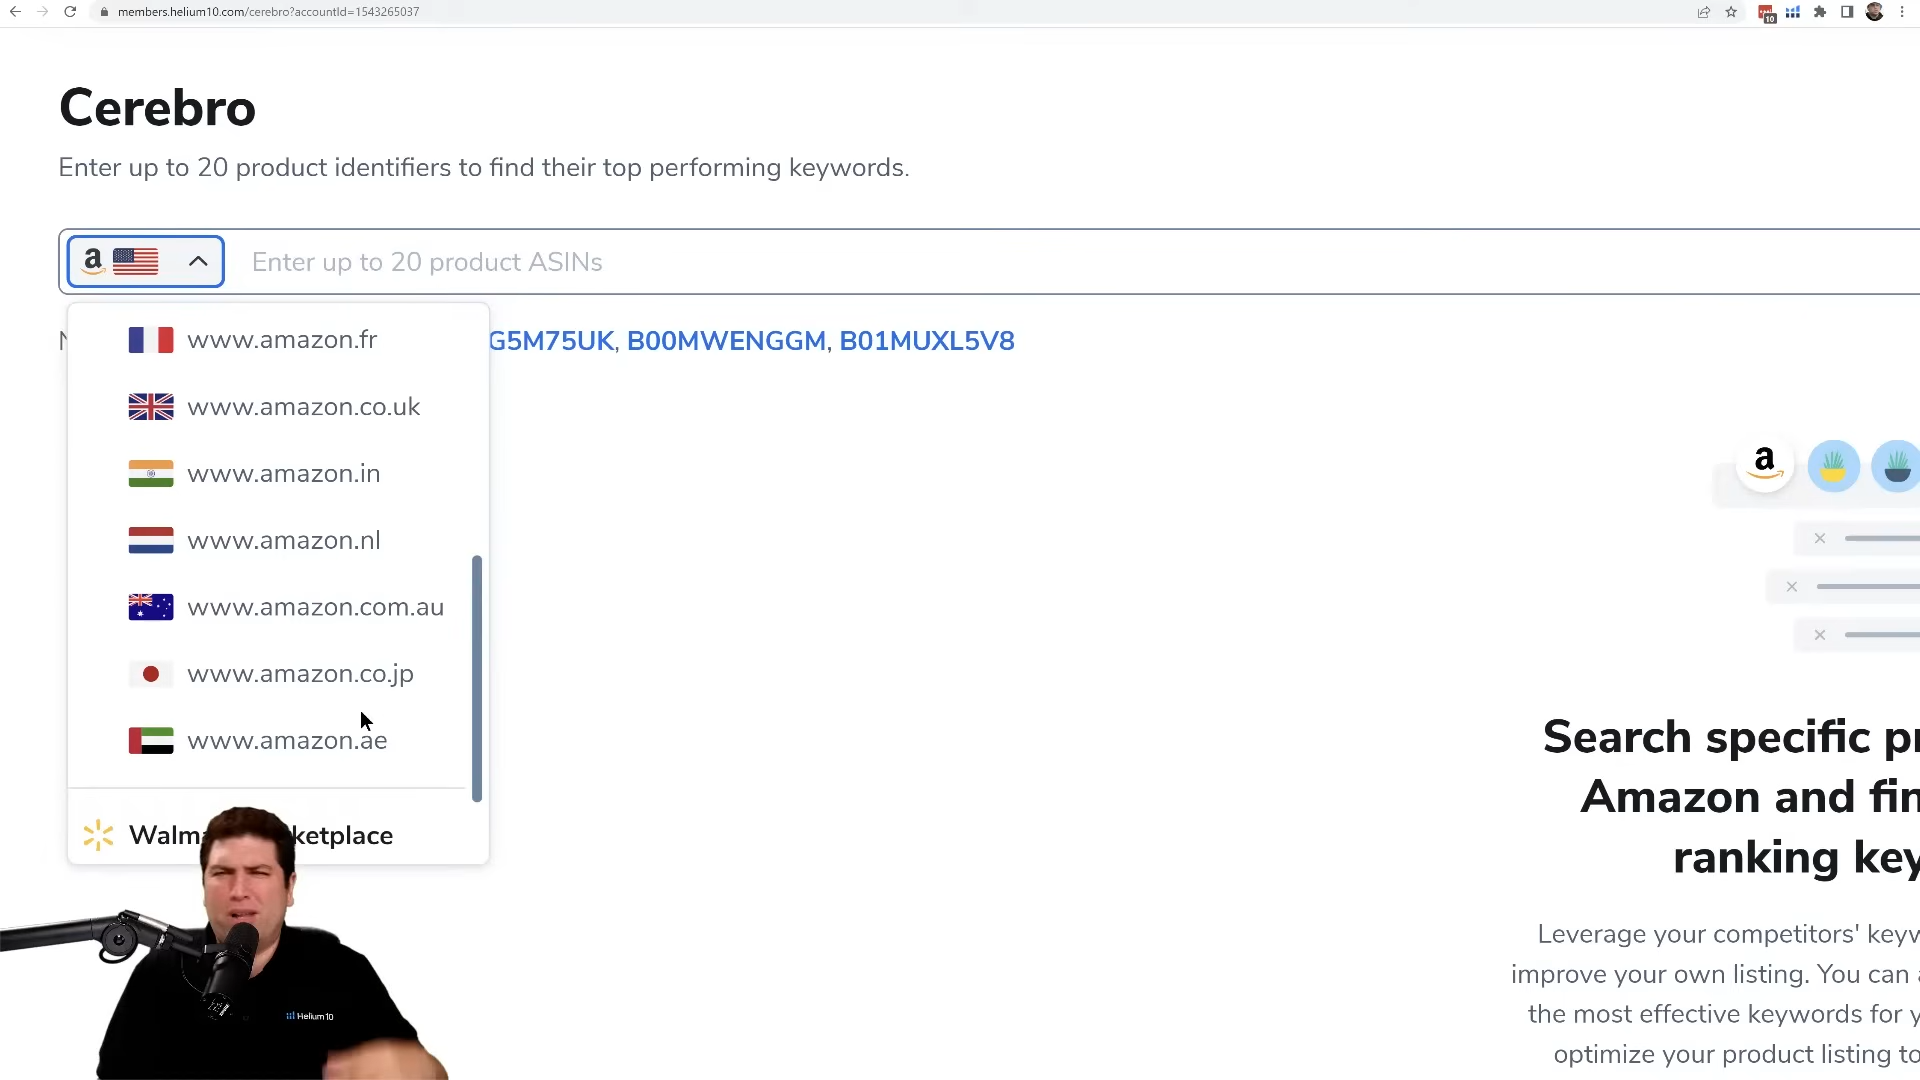 members.helium10.com/cerebro?accountId=1543265037
10
Cerebro
Enter up to 20 product identifiers to find their top performing keywords.
a
Enter up to 20 product ASINs
G5M75UK, B00MWENGGM, B01MUXL5V8
www.amazon.fr
www.amazon.co.uk
www.amazon.in
www.amazon.nl
www.amazon.com.au
www.amazon.co.jp
www.amazon.ae
Walma ketplace
a
Search specific pr
Amazon and fin
ranking key
Leverage your competitors' keyw
improve your own listing. You can a
the most effective keywords for y
optimize your product listing to
Helium10